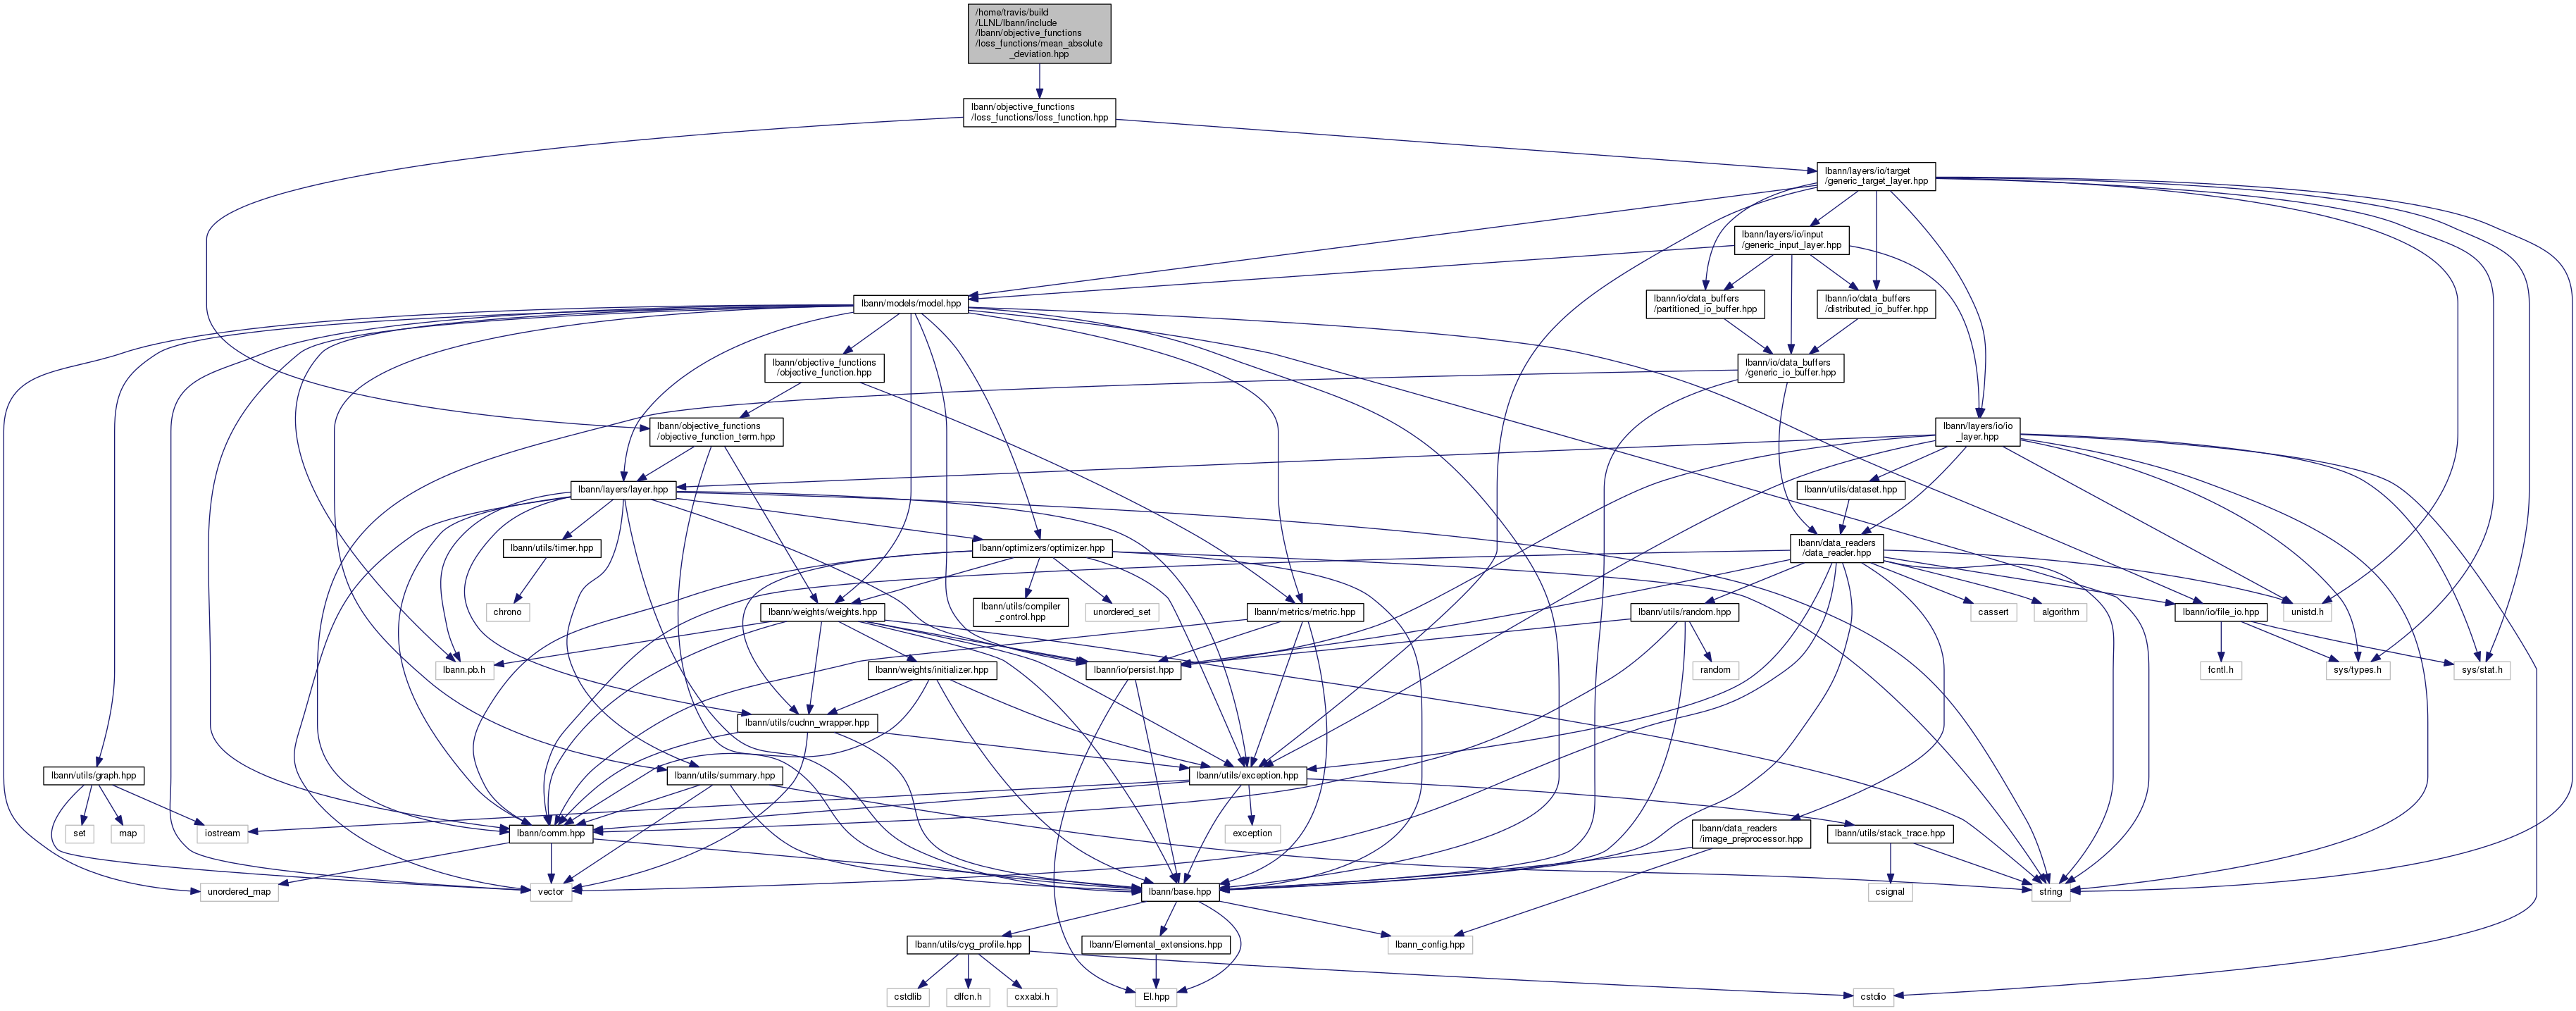 /home/travis/build
/LLNL/lbann/include
/lbann/objective_functions
/loss_functions/mean_absolute
_deviation.hpp
lbann/objective_functions
/loss_functions/loss_function.hpp
lbann/layers/io/target
/generic_target_layer.hpp
lbann/layers/io/input
/generic_input_layer.hpp
lbann/models/model.hpp
lbann/io/data_buffers
/partitioned_io_buffer.hpp
lbann/io/data_buffers
/distributed_io_buffer.hpp
lbann/objective_functions
/objective_function.hpp
lbann/io/data_buffers
/generic_io_buffer.hpp
lbann/objective_functions
/objective_function_term.hpp
lbann/layers/io/io
_layer.hpp
lbann/layers/layer.hpp
lbann/utils/dataset.hpp
lbann/utils/timer.hpp
lbann/optimizers/optimizer.hpp
lbann/data_readers
/data_reader.hpp
chrono
lbann/weights/weights.hpp
lbann/utils/compiler
_control.hpp
unordered_set
lbann/metrics/metric.hpp
lbann/utils/random.hpp
cassert
algorithm
lbann/io/file_io.hpp
unistd.h
lbann.pb.h
lbann/weights/initializer.hpp
lbann/io/persist.hpp
random
fcntl.h
sys/types.h
sys/stat.h
lbann/utils/cudnn_wrapper.hpp
lbann/utils/graph.hpp
lbann/utils/summary.hpp
lbann/utils/exception.hpp
set
map
iostream
lbann/comm.hpp
exception
lbann/data_readers
/image_preprocessor.hpp
lbann/utils/stack_trace.hpp
unordered_map
vector
lbann/base.hpp
csignal
string
lbann/utils/cyg_profile.hpp
lbann/Elemental_extensions.hpp
lbann_config.hpp
cstdlib
dlfcn.h
cxxabi.h
El.hpp
cstdio